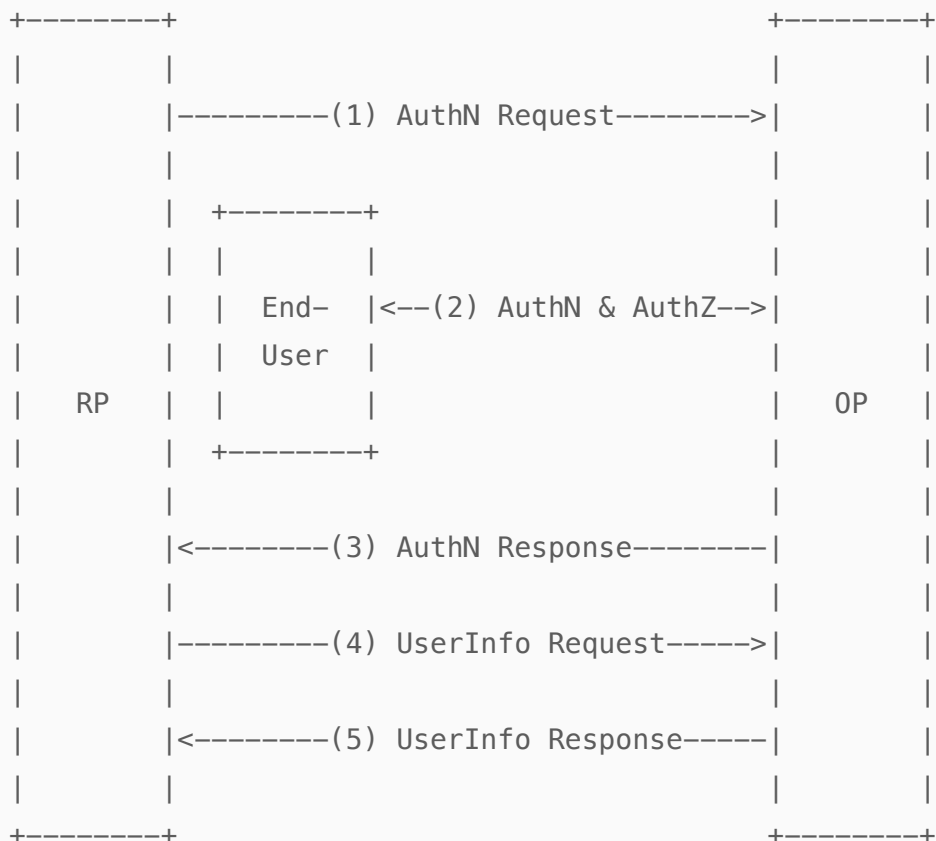 +--------+                                +--------+
|        |                                |        |
|        |---------(1) AuthN Request-------->|        |
|        |                                |        |
|        |  +--------+                    |        |
|        |  |        |                    |        |
|        |  |  End-  |<--(2) AuthN & AuthZ-->|        |
|        |  |  User  |                    |        |
|   RP   |  |        |                    |   OP   |
|        |  +--------+                    |        |
|        |                                |        |
|        |<--------(3) AuthN Response--------|        |
|        |                                |        |
|        |---------(4) UserInfo Request----->|        |
|        |                                |        |
|        |<--------(5) UserInfo Response-----|        |
|        |                                |        |
+--------+                                +--------+